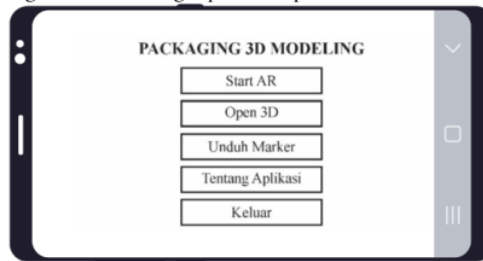 PACKAGING 3D MODELING
Start AR
Open 3D
Unduh Marker
Tentang Aplikasi
Keluar